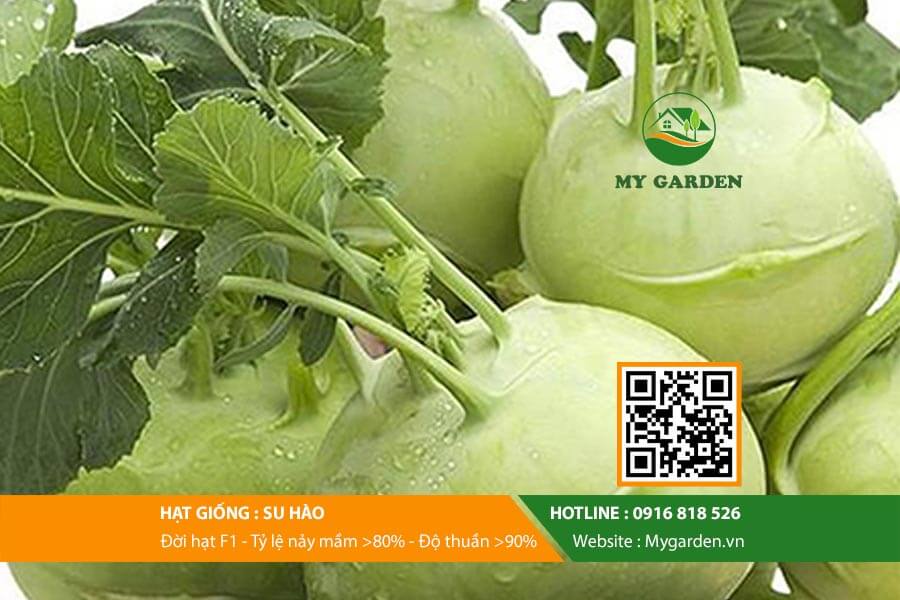 MY GARDEN
HẠT GIỐNG : SU HÀO
Đời hạt F1 - Tỷ lệ nảy mầm >80% - Độ thuần >90%
HOTLINE : 0916 818 526
Website : Mygarden.vn